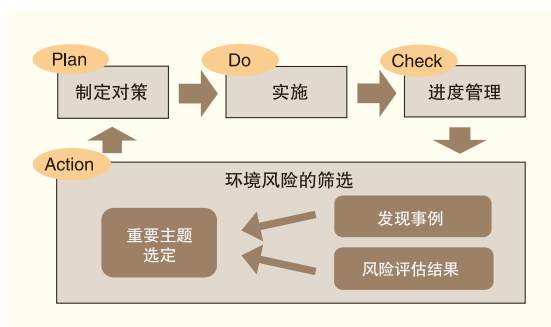 Plan
制定对策
Do
实施
Check
进度管理
Action
环境风险的筛选
重要主题
选定
发现事例
风险评估结果